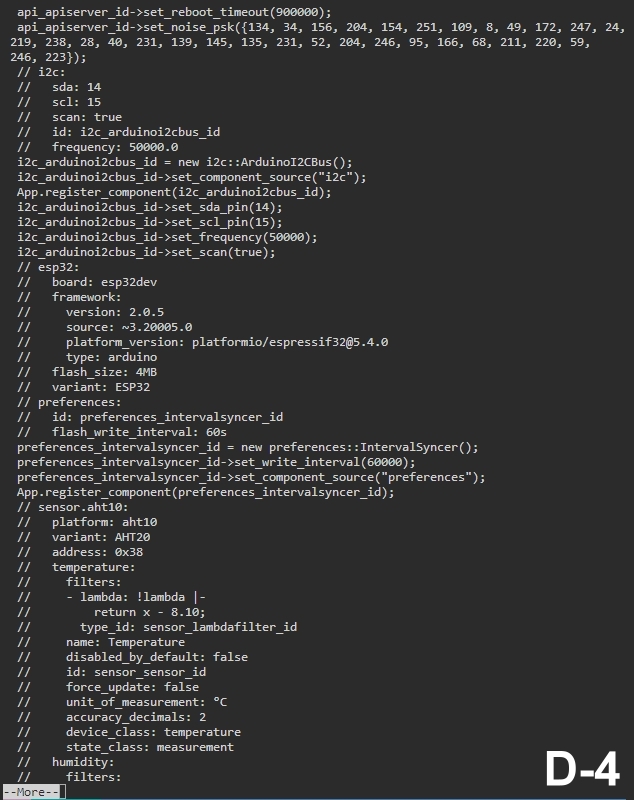 api_apiserver_id->set_reboot_timeout(900000);
api_apiserver_id->set_noise_psk({134, 34, 156, 204, 154, 251, 109, 8, 49, 172, 247, 24,
219, 238, 28, 40, 231, 139, 145, 135, 231, 52, 204, 246, 95, 166, 68, 211, 220, 59,
246, 223});
// i2c:
//   sda: 14
//   scl: 15
//   scan: true
//   id: i2c_arduinoi2cbus_id
//   frequency: 50000.0
i2c_arduinoi2cbus_id = new i2c::ArduinoI2CBus();
i2c_arduinoi2cbus_id->set_component_source("i2c");
App.register_component(i2c_arduinoi2cbus_id);
i2c_arduinoi2cbus_id->set_sda_pin(14);
i2c_arduinoi2cbus_id->set_scl_pin(15);
i2c_arduinoi2cbus_id->set_frequency(50000);
i2c_arduinoi2cbus_id->set_scan(true);
// esp32:
//   board: esp32dev
//   framework:
//     version: 2.0.5
//     source: ~3.20005.0
//     platform_version: platformio/espressif32@5.4.0
//     type: arduino
//   flash_size: 4MB
//   variant: ESP32
// preferences:
//   id: preferences_intervalsyncer_id
//   flash_write_interval: 60s
preferences_intervalsyncer_id = new preferences::IntervalSyncer();
preferences_intervalsyncer_id->set_write_interval(60000);
preferences_intervalsyncer_id->set_component_source("preferences");
App.register_component(preferences_intervalsyncer_id);
// sensor.aht10:
//   platform: aht10
//   variant: AHT20
//   address: 0x38
//   temperature:
//     filters:
//     - lambda: !lambda |-
//         return x - 8.10;
//       type_id: sensor_lambdafilter_id
//     name: Temperature
//     disabled_by_default: false
//     id: sensor_sensor_id
//     force_update: false
//     unit_of_measurement: °C
//     accuracy_decimals: 2
//     device_class: temperature
//     state_class: measurement
//   humidity:
//     filters:
--More--
D-4